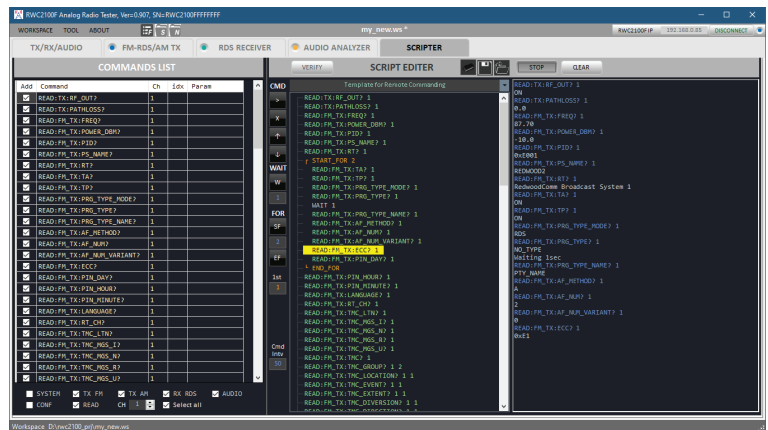 RWC2100F Analog Radio Tester, Ver=0.907, SN=RWC2100FFFFFFFF
WORKSPACE TOOL ABOUT
EF S N
my_new.ws *
RWC2100F IP 192.168.0.65 DISCONNECT
TX/RX/AUDIO
FM-RDS/AM TX
RDS RECEIVER
AUDIO ANALYZER
SCRIPTER
COMMANDS LIST
Add Command Ch idx Param
READ:TX:RF_OUT? 1
READ:TX:PATHLOSS? 1
READ:FM_TX:FREQ? 1
READ:FM_TX:POWER_DBM? 1
READ:FM_TX:PID? 1
READ:FM_TX:PS_NAME? 1
READ:FM_TX:RT? 1
READ:FM_TX:TA? 1
READ:FM_TX:TP? 1
READ:FM_TX:PRG_TYPE_MODE? 1
READ:FM_TX:PRG_TYPE? 1
READ:FM_TX:PRG_TYPE_NAME? 1
READ:FM_TX:AF_METHOD? 1
READ:FM_TX:AF_NUM? 1
READ:FM_TX:AF_NUM_VARIANT? 1
READ:FM_TX:ECC? 1
READ:FM_TX:PIN_DAY? 1
READ:FM_TX:PIN_HOUR? 1
READ:FM_TX:PIN_MINUTE? 1
READ:FM_TX:LANGUAGE? 1
READ:FM_TX:RT_CH? 1
READ:FM_TX:TMC_LTN? 1
READ:FM_TX:TMC_MGS_I? 1
READ:FM_TX:TMC_MGS_N? 1
READ:FM_TX:TMC_MGS_R? 1
READ:FM_TX:TMC_MGS_U? 1
SYSTEM TX FM TX AM RX RDS AUDIO
CONF READ CH 1 Select all
VERIFY
SCRIPT EDITER
STOP
CLEAR
CMD
>
X
↑
↓
WAIT
W
1
FOR
SF
2
EF
1st
1
Cmd
Intv
50
Template for Remote Commanding
READ:TX:RF_OUT? 1
READ:TX:PATHLOSS? 1
READ:FM_TX:FREQ? 1
READ:FM_TX:POWER_DBM? 1
READ:FM_TX:PID? 1
READ:FM_TX:PS_NAME? 1
READ:FM_TX:RT? 1
START_FOR 2
READ:FM_TX:TA? 1
READ:FM_TX:TP? 1
READ:FM_TX:PRG_TYPE_MODE? 1
READ:FM_TX:PRG_TYPE? 1
WAIT 1
READ:FM_TX:PRG_TYPE_NAME? 1
READ:FM_TX:AF_METHOD? 1
READ:FM_TX:AF_NUM? 1
READ:FM_TX:AF_NUM_VARIANT? 1
READ:FM_TX:ECC? 1
READ:FM_TX:PIN_DAY? 1
END_FOR
READ:FM_TX:PIN_HOUR? 1
READ:FM_TX:PIN_MINUTE? 1
READ:FM_TX:LANGUAGE? 1
READ:FM_TX:RT_CH? 1
READ:FM_TX:TMC_LTN? 1
READ:FM_TX:TMC_MGS_I? 1
READ:FM_TX:TMC_MGS_N? 1
READ:FM_TX:TMC_MGS_R? 1
READ:FM_TX:TMC_MGS_U? 1
READ:FM_TX:TMC? 1
READ:FM_TX:TMC_GROUP? 1 2
READ:FM_TX:TMC_LOCATION? 1 1
READ:FM_TX:TMC_EVENT? 1 1
READ:FM_TX:TMC_EXTENT? 1 1
READ:FM_TX:TMC_DIVERSION? 1 1
READ:FM_TX:TMC_DIRECTION? 1 1
READ:TX:RF_OUT? 1
ON
READ:TX:PATHLOSS? 1
0.0
READ:FM_TX:FREQ? 1
87.70
READ:FM_TX:POWER_DBM? 1
-10.0
READ:FM_TX:PID? 1
0xE001
READ:FM_TX:PS_NAME? 1
REDWOOD2
READ:FM_TX:RT? 1
RedwoodComm Broadcast System 1
READ:FM_TX:TA? 1
ON
READ:FM_TX:TP? 1
ON
READ:FM_TX:PRG_TYPE_MODE? 1
RDS
READ:FM_TX:PRG_TYPE? 1
NO_TYPE
Waiting 1sec
READ:FM_TX:PRG_TYPE_NAME? 1
PTY_NAME
READ:FM_TX:AF_METHOD? 1
A
READ:FM_TX:AF_NUM? 1
2
READ:FM_TX:AF_NUM_VARIANT? 1
0
READ:FM_TX:ECC? 1
0xE1
Workspace D:\rwc2100_prj\my_new.ws